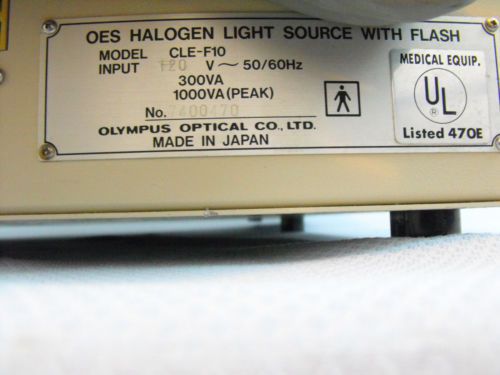 OES HALOGEN LIGHT SOURCE WITH FLASH
MODEL CLE-F10
INPUT 120 V ~ 50/60Hz
300VA
1000VA(PEAK)
No. 7400470
OLYMPUS OPTICAL CO., LTD.
MADE IN JAPAN
MEDICAL EQUIP.
UL
®
Listed 470E